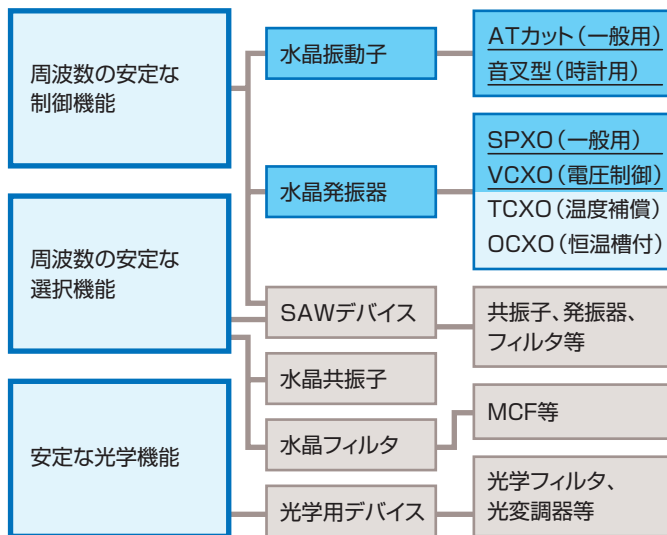 周波数の安定な
制御機能
水晶振動子
ATカット（一般用）
音叉型（時計用）
水晶発振器
SPXO（一般用）
VCXO（電圧制御）
TCXO（温度補償）
OCXO（恒温槽付）
周波数の安定な
選択機能
SAWデバイス
共振子、発振器、
フィルタ等
水晶共振子
水晶フィルタ
MCF等
安定な光学機能
光学用デバイス
光学フィルタ、
光変調器等